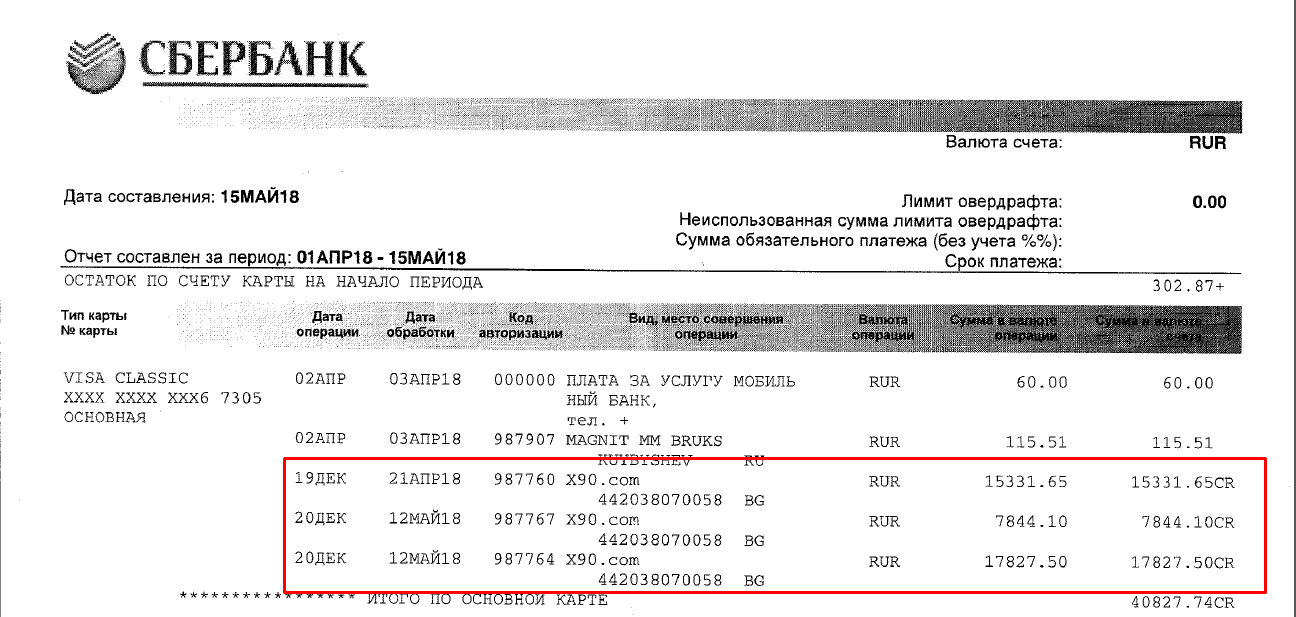 СБЕРБАНК
Валюта счета: RUR
Дата составления: 15МАЙ18
Лимит овердрафта: 0.00
Неиспользованная сумма лимита овердрафта:
Сумма обязательного платежа (без учета %%):
Отчет составлен за период: 01АПР18 - 15МАЙ18
Срок платежа:
ОСТАТОК ПО СЧЕТУ КАРТЫ НА НАЧАЛО ПЕРИОДА 302.87+
Тип карты Дата Дата Код Вид, место совершения Валюта Сумма в валюте Сумма в валюте
№ карты операции обработки авторизации операции операции операции счета
VISA CLASSIC 02АПР 03АПР18 000000 ПЛАТА ЗА УСЛУГУ МОБИЛЬ RUR 60.00 60.00
XXXX XXXX XXX6 7305 НЫЙ БАНК,
ОСНОВНАЯ тел. +
02АПР 03АПР18 987907 MAGNIT MM BRUKS RUR 115.51 115.51
KUYBYSHEV RU
19ДЕК 21АПР18 987760 X90.com RUR 15331.65 15331.65CR
442038070058 BG
20ДЕК 12МАЙ18 987767 X90.com RUR 7844.10 7844.10CR
442038070058 BG
20ДЕК 12МАЙ18 987764 X90.com RUR 17827.50 17827.50CR
442038070058 BG
***************** ИТОГО ПО ОСНОВНОЙ КАРТЕ 40827.74CR